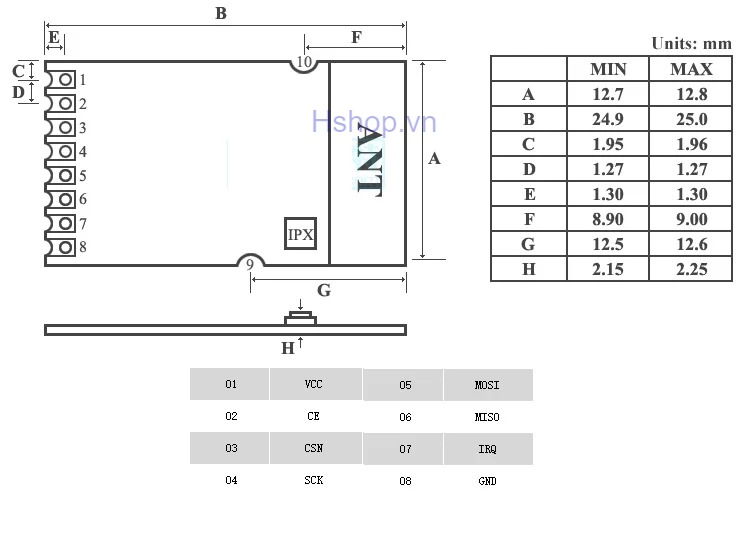 B
E
F
Units: mm
C
10
1
D
2
3
4
5
6
7
8
Hshop.vn
ANT
A
IPX
9
G
H
MIN MAX
A 12.7 12.8
B 24.9 25.0
C 1.95 1.96
D 1.27 1.27
E 1.30 1.30
F 8.90 9.00
G 12.5 12.6
H 2.15 2.25
01 VCC 05 MOSI
02 CE 06 MISO
03 CSN 07 IRQ
04 SCK 08 GND